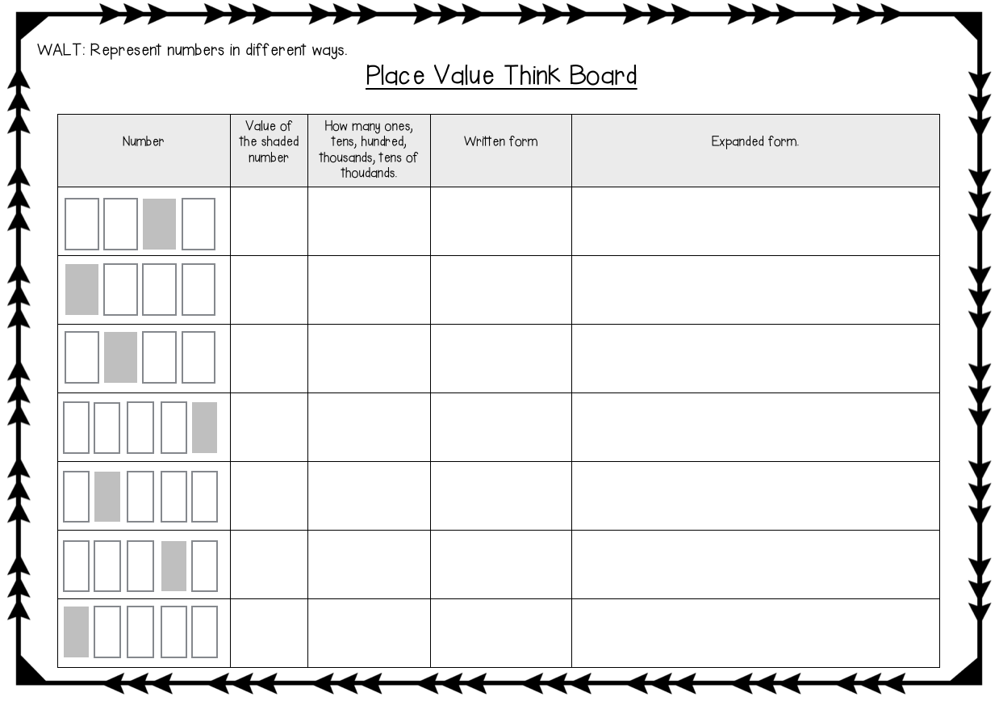 WALT: Represent numbers in different ways.
Place Value Think Board
Number
Value of
the shaded
number
How many ones,
tens, hundred,
thousands, tens of
thoudands.
Written form
Expanded form.